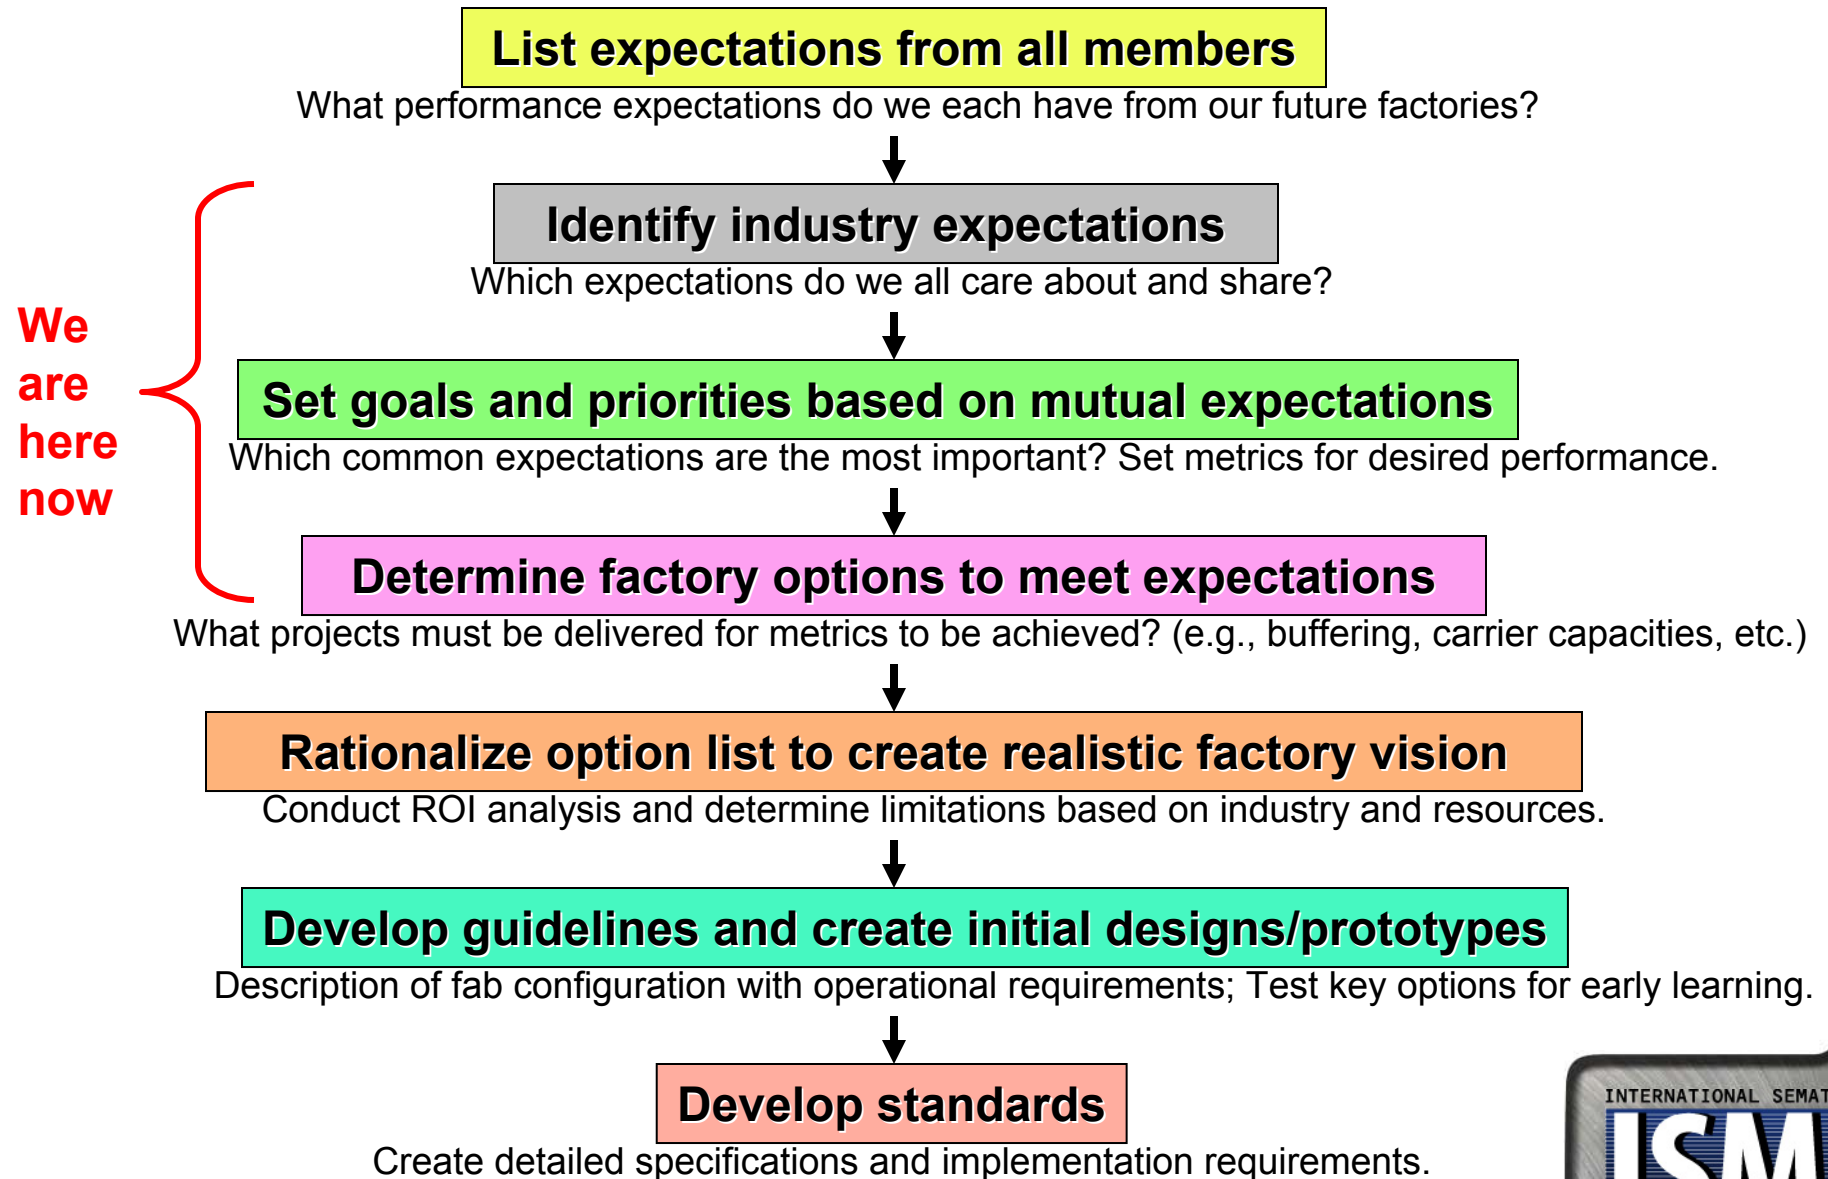 List expectations from all members
What performance expectations do we each have from our future factories?
Identify industry expectations
Which expectations do we all care about and share?
We
are
here
now
Set goals and priorities based on mutual expectations
Which common expectations are the most important? Set metrics for desired performance.
Determine factory options to meet expectations
What projects must be delivered for metrics to be achieved? (e.g., buffering, carrier capacities, etc.)
Rationalize option list to create realistic factory vision
Conduct ROI analysis and determine limitations based on industry and resources.
Develop guidelines and create initial designs/prototypes
Description of fab configuration with operational requirements; Test key options for early learning.
Develop standards
Create detailed specifications and implementation requirements.
INTERNATIONAL